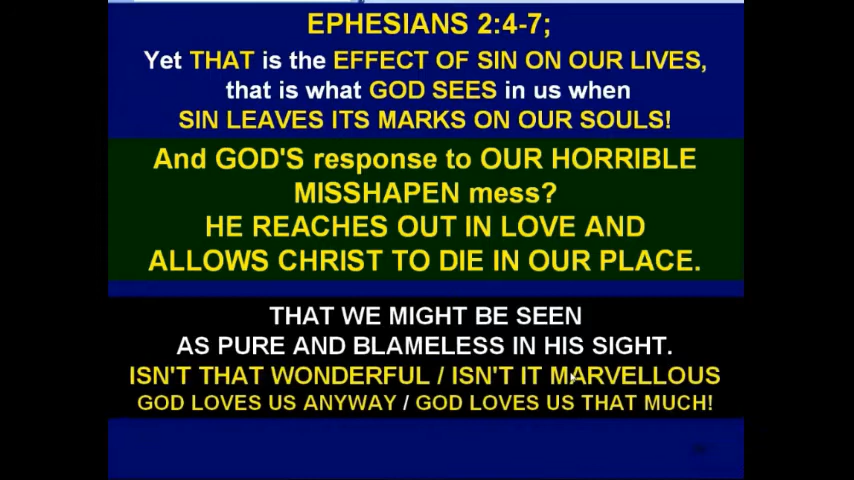 EPHESIANS 2:4-7;
Yet THAT is the EFFECT OF SIN ON OUR LIVES,
that is what GOD SEES in us when
SIN LEAVES ITS MARKS ON OUR SOULS!
And GOD'S response to OUR HORRIBLE
MISSHAPEN mess?
HE REACHES OUT IN LOVE AND
ALLOWS CHRIST TO DIE IN OUR PLACE.
THAT WE MIGHT BE SEEN
AS PURE AND BLAMELESS IN HIS SIGHT.
ISN'T THAT WONDERFUL / ISN'T IT MARVELLOUS
GOD LOVES US ANYWAY / GOD LOVES US THAT MUCH!